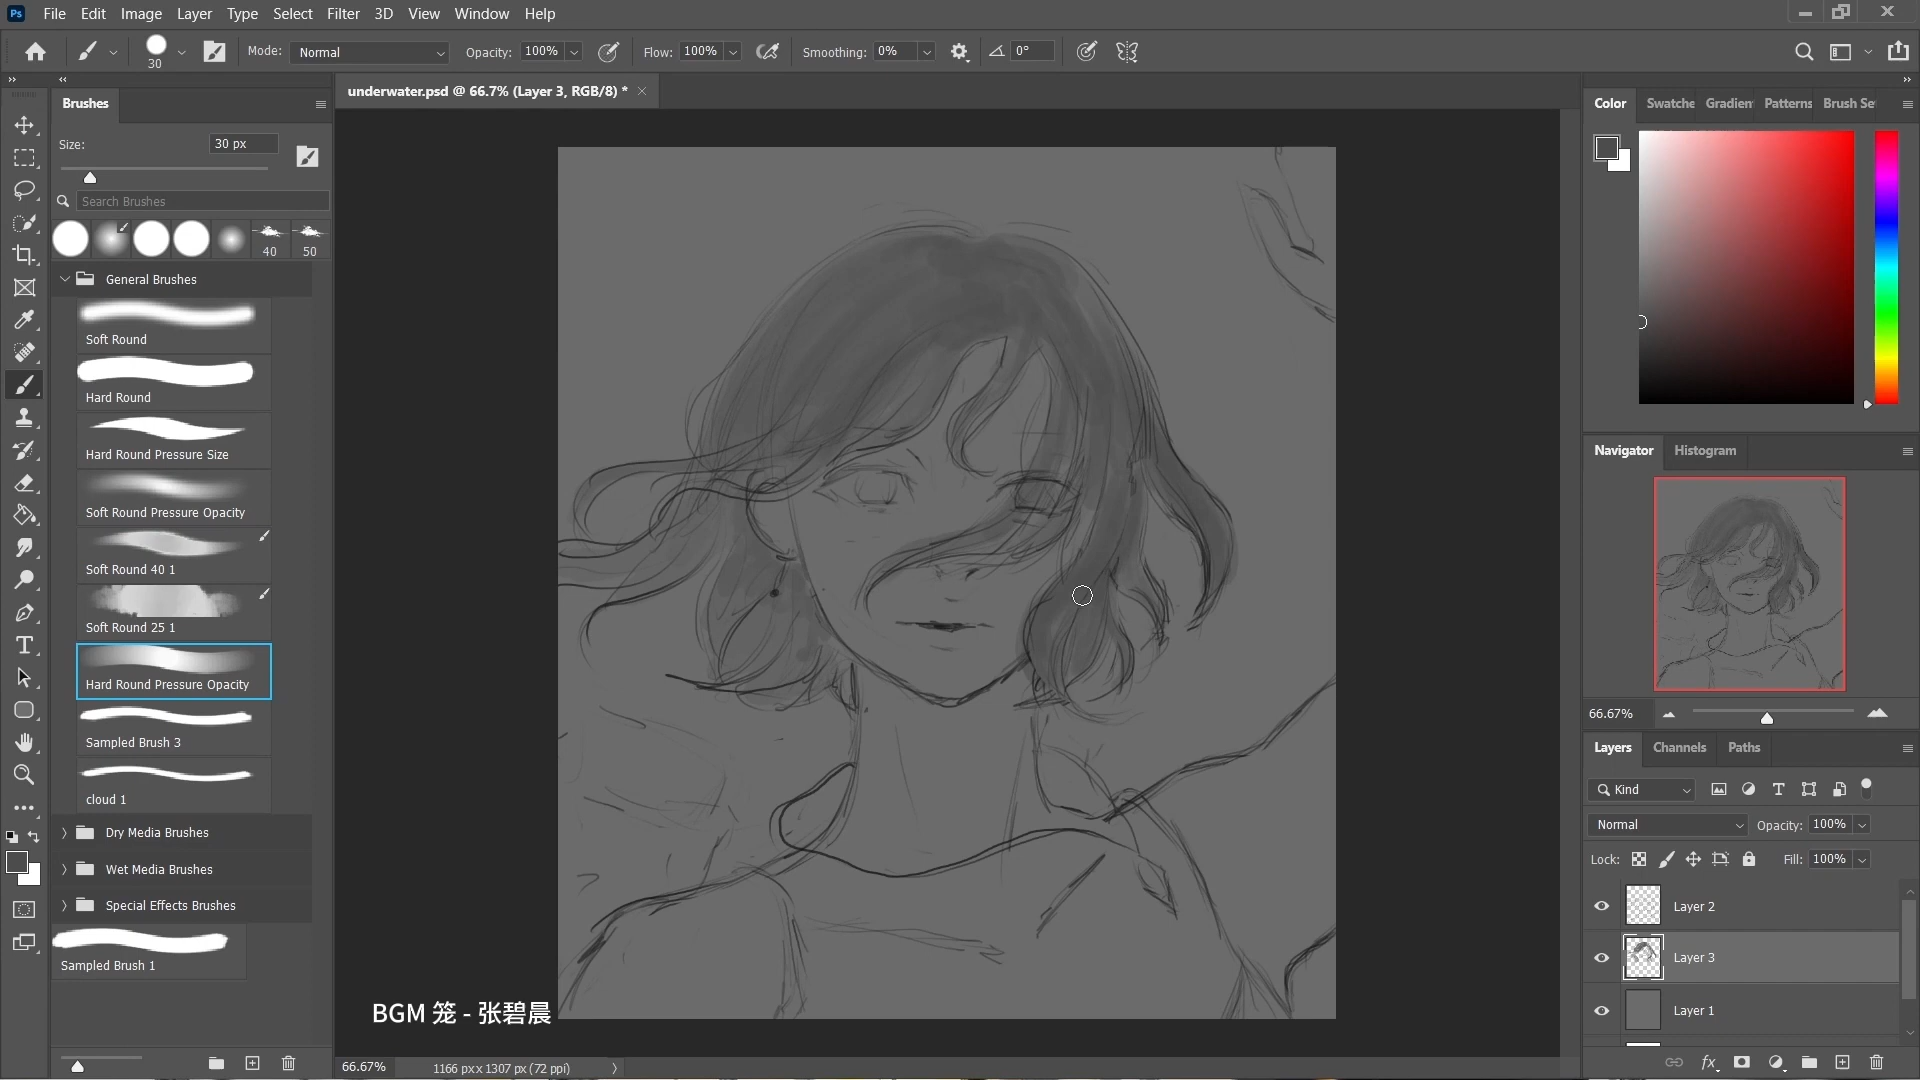 Ps File Edit Image Layer Type Select Filter 3D View Window Help
30 Mode: Normal Opacity: 100% Flow: 100% Smoothing: 0% 0°
Brushes
Size: 30 px
Search Brushes
40 50
General Brushes
Soft Round
Hard Round
Hard Round Pressure Size
Soft Round Pressure Opacity
Soft Round 40 1
Soft Round 25 1
Hard Round Pressure Opacity
Sampled Brush 3
cloud 1
Dry Media Brushes
Wet Media Brushes
Special Effects Brushes
Sampled Brush 1
underwater.psd @ 66.7% (Layer 3, RGB/8) *
BGM 笼 - 张碧晨
66.67% 1166 px x 1307 px (72 ppi)
Color Swatche Gradien Patterns Brush Se
Navigator Histogram
66.67%
Layers Channels Paths
Kind
Normal Opacity: 100%
Lock: Fill: 100%
Layer 2
Layer 3
Layer 1
fx